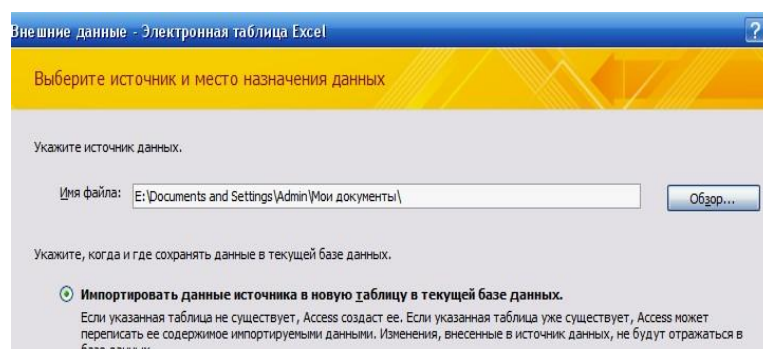 Внешние данные - Электронная таблица Excel
?
Выберите источник и место назначения данных
Укажите источник данных.
Имя файла:
E:\Documents and Settings\Admin\Мои документы\
Обзор...
Укажите, когда и где сохранять данные в текущей базе данных.
Импортировать данные источника в новую таблицу в текущей базе данных.
Если указанная таблица не существует, Access создаст ее. Если указанная таблица уже существует, Access может
переписать ее содержимое импортируемыми данными. Изменения, внесенные в источник данных, не будут отражаться в
базе данных.